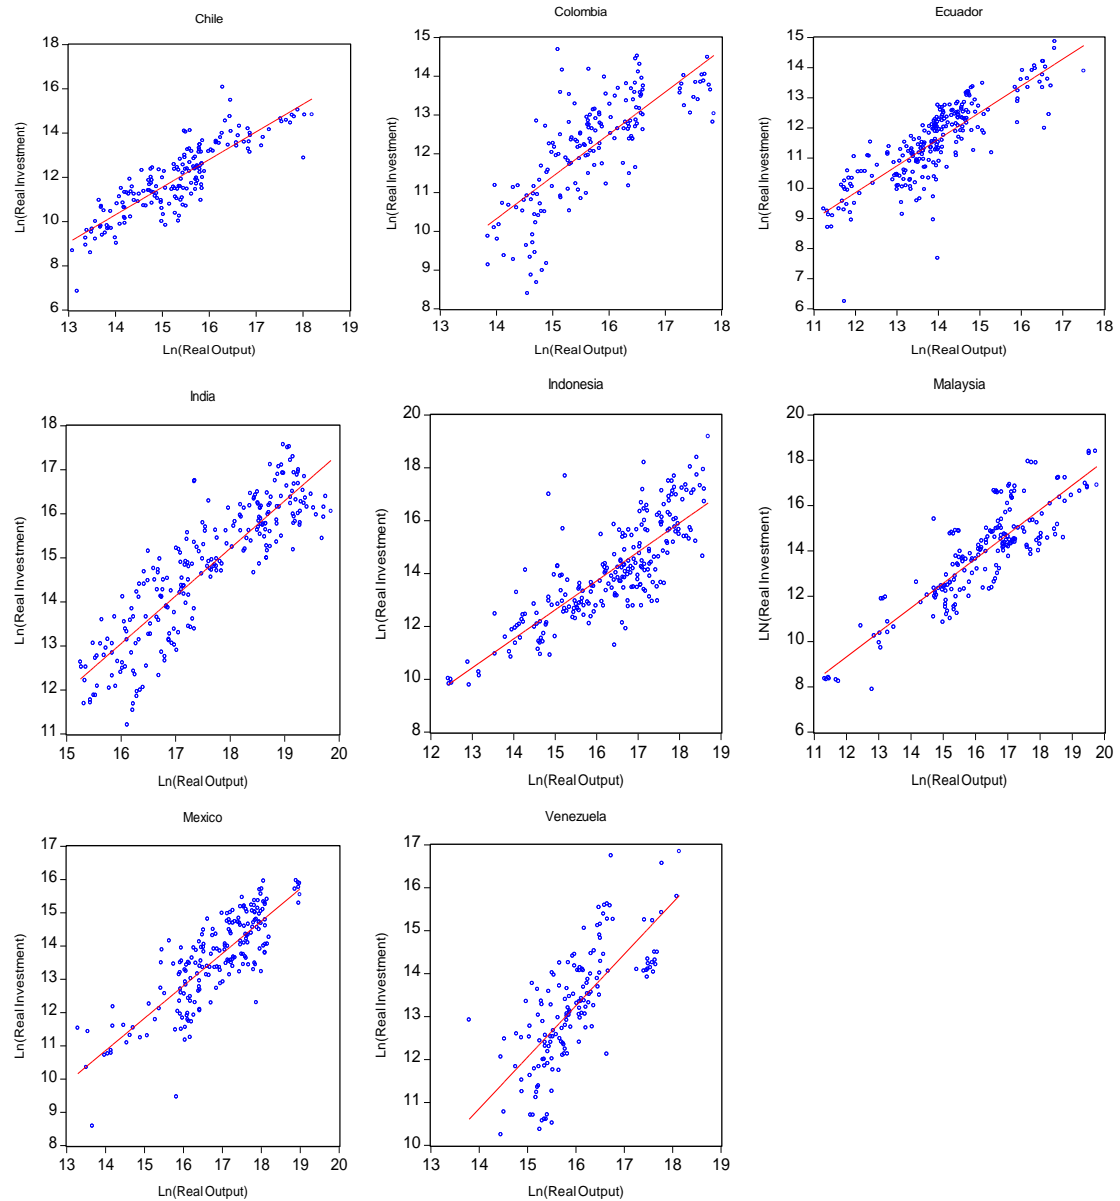 Chile
Ln(Real Investment)
18
16
14
12
10
8
6
13 14 15 16 17 18 19
Ln(Real Output)
Colombia
Ln(Real Investment)
15
14
13
12
11
10
9
8
13 14 15 16 17 18
Ln(Real Output)
Ecuador
Ln(Real Investment)
15
14
13
12
11
10
9
8
7
6
11 12 13 14 15 16 17 18
Ln(Real Output)
India
Ln(Real Investment)
18
17
16
15
14
13
12
11
15 16 17 18 19 20
Ln(Real Output)
Indonesia
Ln(Real Investment)
20
18
16
14
12
10
8
12 13 14 15 16 17 18 19
Ln(Real Output)
Malaysia
LN(Real Investment)
20
18
16
14
12
10
8
6
11 12 13 14 15 16 17 18 19 20
Ln(Real Output)
Mexico
Ln(Real Investment)
17
16
15
14
13
12
11
10
9
8
13 14 15 16 17 18 19 20
Ln(Real Output)
Venezuela
Ln(Real Investment)
17
16
15
14
13
12
11
10
13 14 15 16 17 18 19
Ln(Real Output)